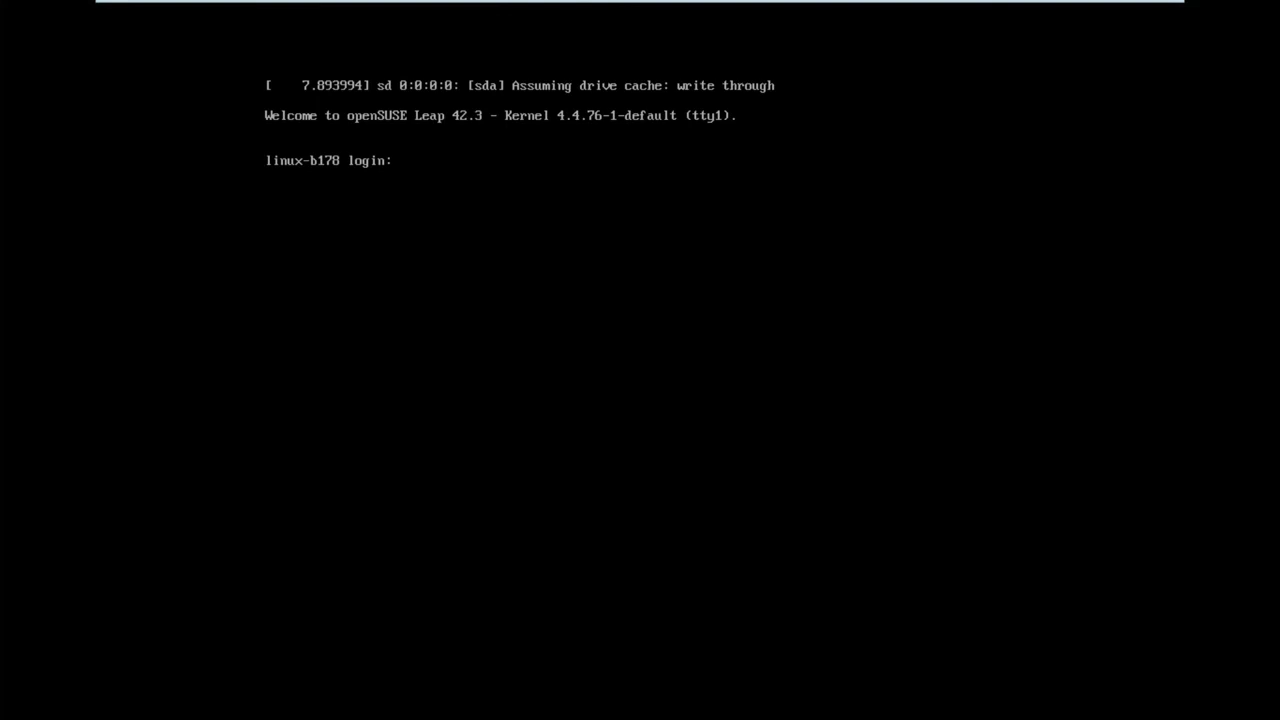 [    7.893994] sd 0:0:0:0: [sda] Assuming drive cache: write through
Welcome to openSUSE Leap 42.3 - Kernel 4.4.76-1-default (tty1).
linux-b178 login: